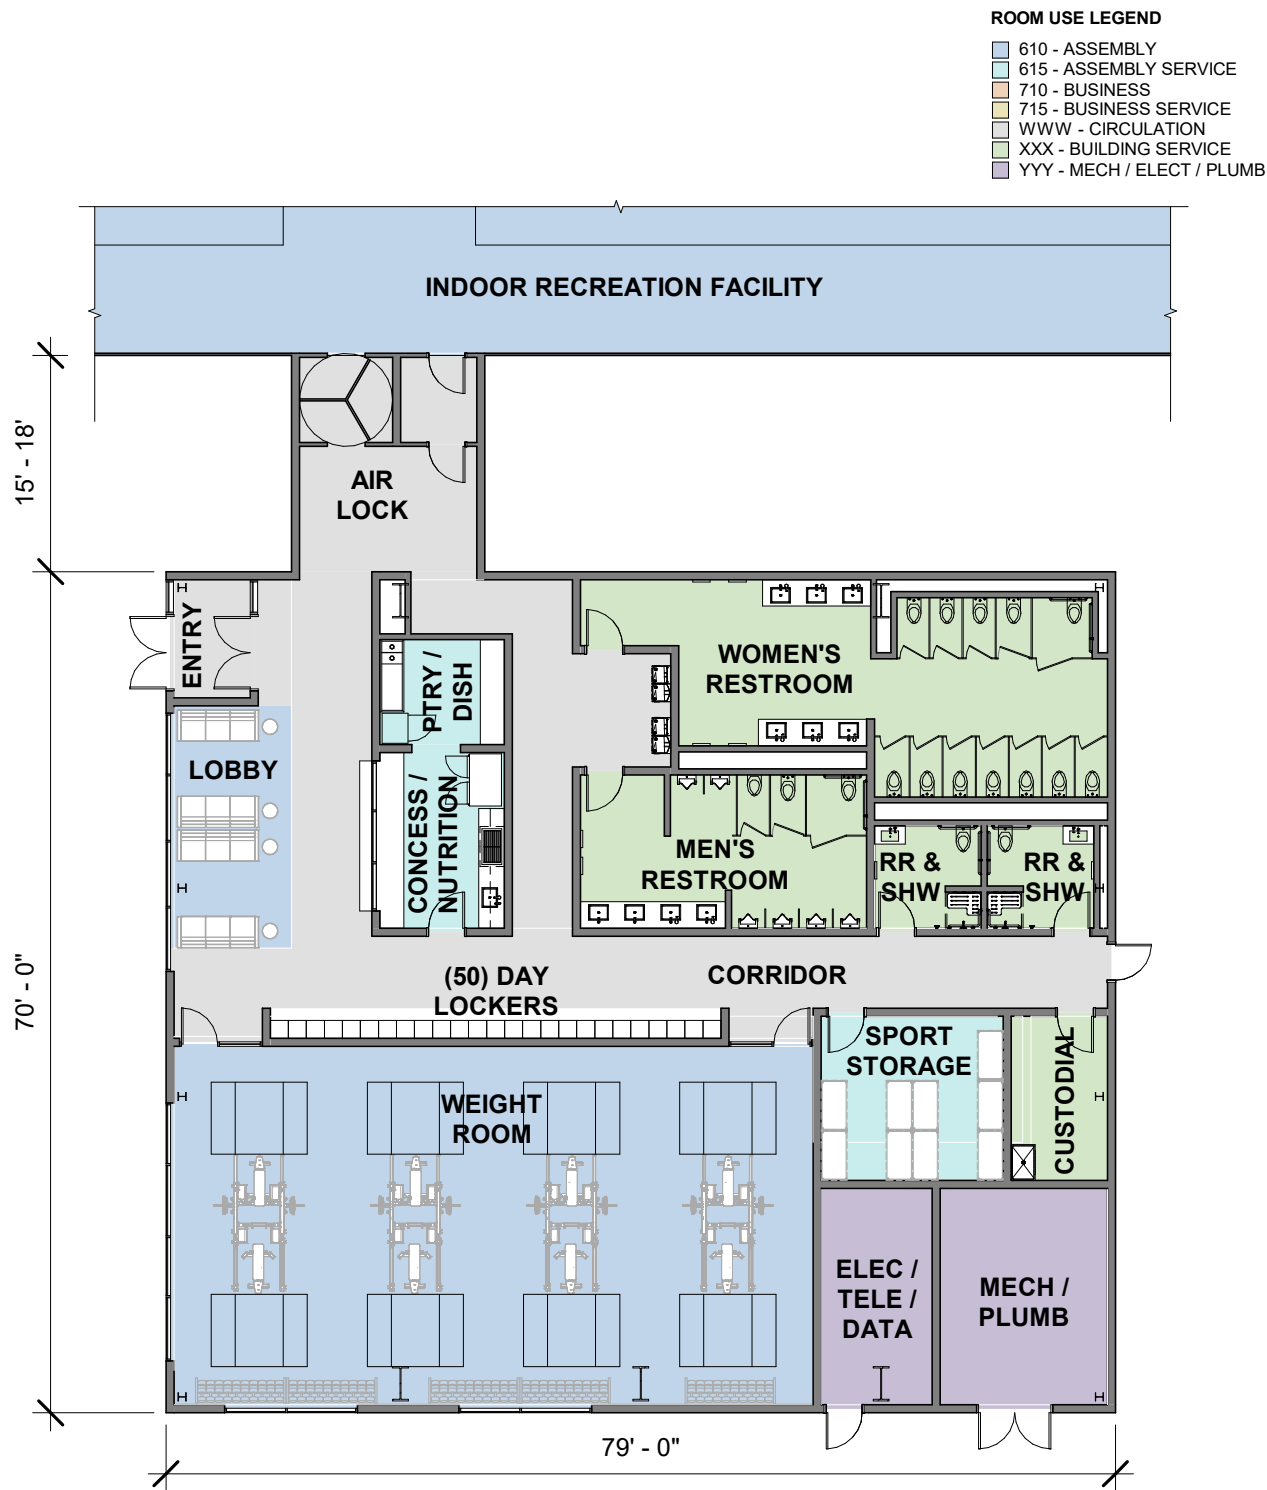 ROOM USE LEGEND
610 - ASSEMBLY
615 - ASSEMBLY SERVICE
710 - BUSINESS
715 - BUSINESS SERVICE
WWW - CIRCULATION
XXX - BUILDING SERVICE
YYY - MECH / ELECT / PLUMB
INDOOR RECREATION FACILITY
15' - 18'
AIR
LOCK
ENTRY
PTRY /
DISH
WOMEN'S
RESTROOM
LOBBY
CONCESS /
NUTRITION
MEN'S
RESTROOM
RR &
SHW
RR &
SHW
70' - 0"
(50) DAY
LOCKERS
CORRIDOR
SPORT
STORAGE
CUSTODIAL
WEIGHT
ROOM
ELEC /
TELE /
DATA
MECH /
PLUMB
79' - 0"